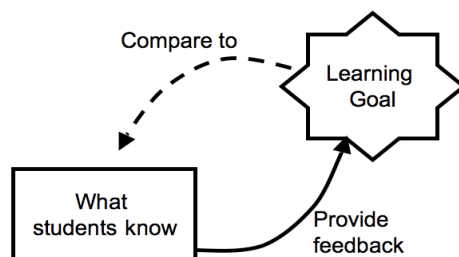 Compare to
Learning
Goal
What
students know
Provide
feedback